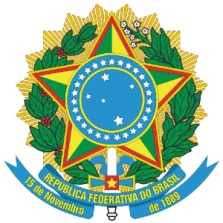 REPÚBLICA FEDERATIVA DO BRASIL
15 de Novembro de 1889